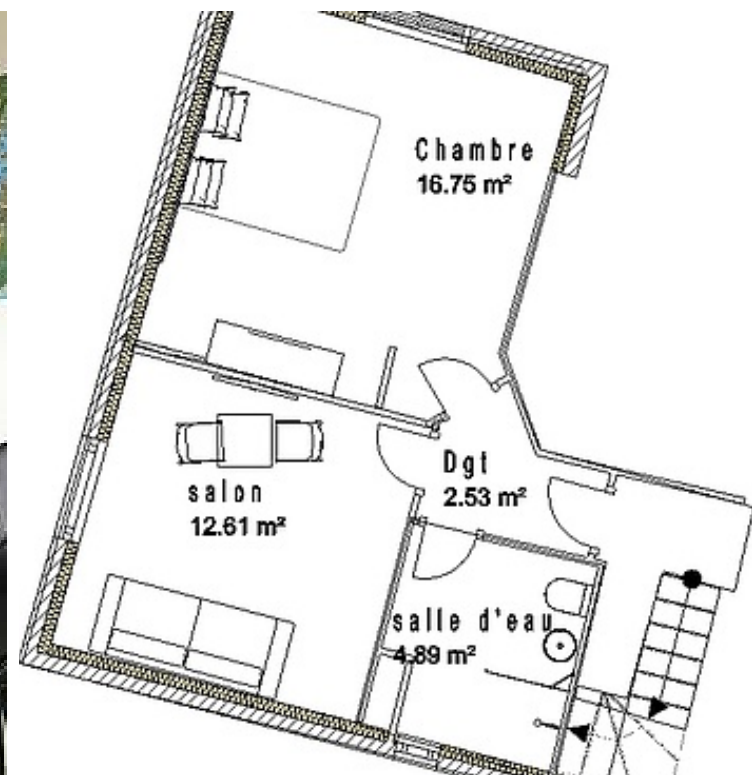 Chambre
16.75 m²
Dgt
2.53 m²
salon
12.61 m²
salle d'eau
4.89 m²